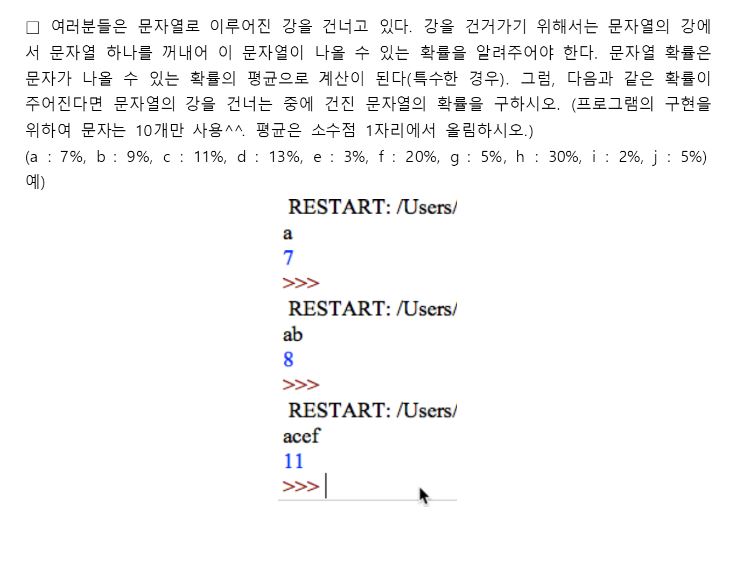 □ 여러분들은 문자열로 이루어진 강을 건너고 있다. 강을 건거가기 위해서는 문자열의 강에
서 문자열 하나를 꺼내어 이 문자열이 나올 수 있는 확률을 알려주어야 한다. 문자열 확률은
문자가 나올 수 있는 확률의 평균으로 계산이 된다(특수한 경우). 그럼, 다음과 같은 확률이
주어진다면 문자열의 강을 건너는 중에 건진 문자열의 확률을 구하시오. (프로그램의 구현을
위하여 문자는 10개만 사용^^. 평균은 소수점 1자리에서 올림하시오.)
(a : 7%, b : 9%, c : 11%, d : 13%, e : 3%, f : 20%, g : 5%, h : 30%, i : 2%, j : 5%)
예)
RESTART: /Users/
a
7
>>>
RESTART: /Users/
ab
8
>>>
RESTART: /Users/
acef
11
>>>